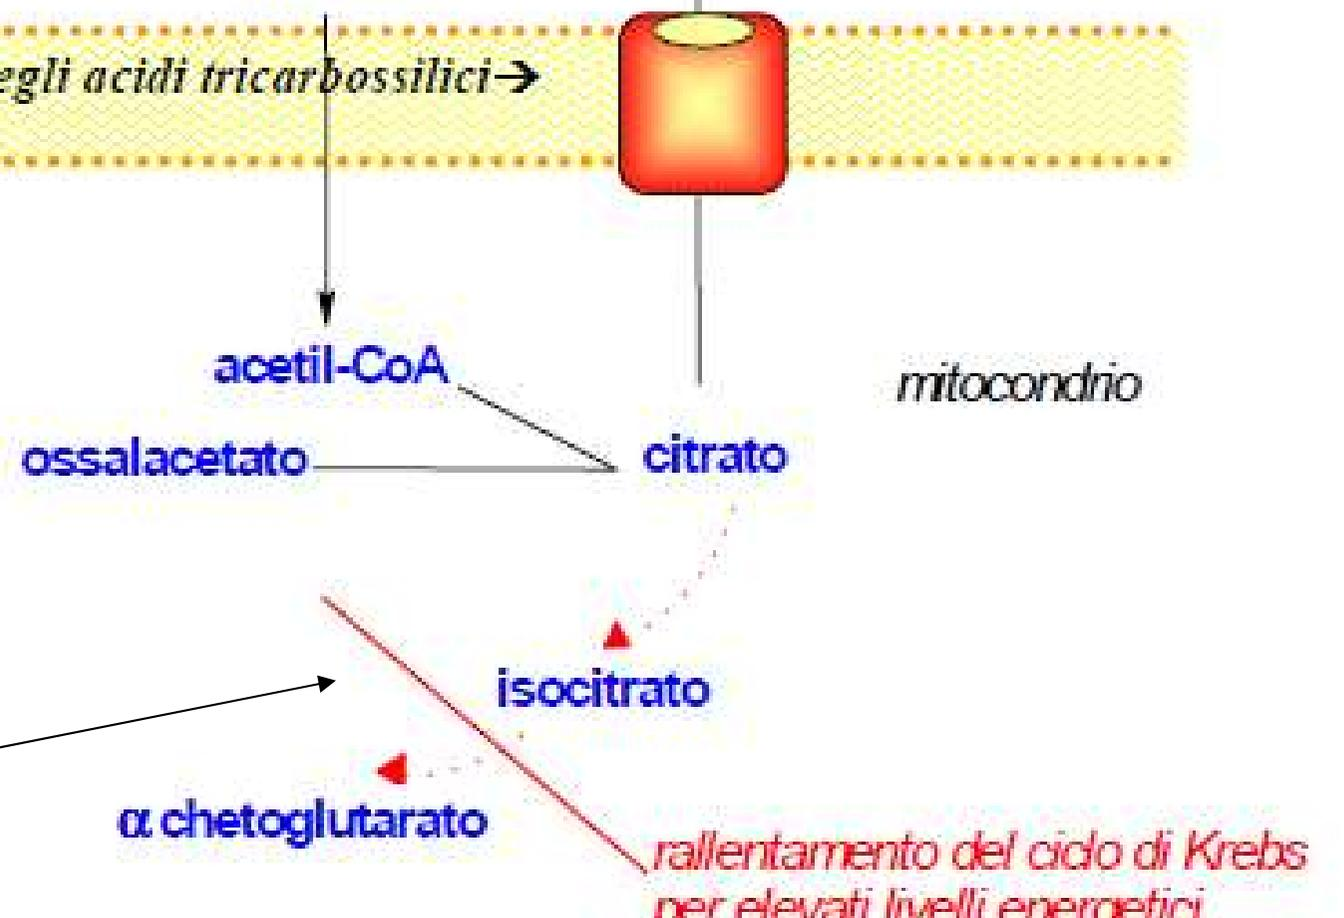 egli acidi tricarbossilici→
acetil-CoA
mitocondrio
ossalacetato
citrato
isocitrato
α chetoglutarato
rallentamento del ciclo di Krebs
per elevati livelli energetici